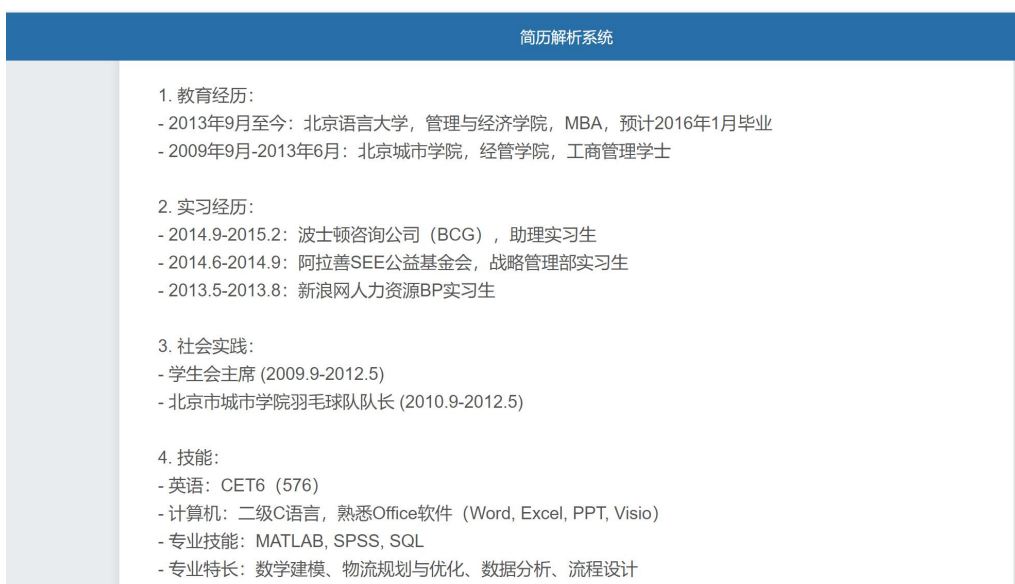 简历解析系统
1. 教育经历：
- 2013年9月至今：北京语言大学，管理与经济学院，MBA，预计2016年1月毕业
- 2009年9月-2013年6月：北京城市学院，经管学院，工商管理学士
2. 实习经历：
- 2014.9-2015.2：波士顿咨询公司（BCG），助理实习生
- 2014.6-2014.9：阿拉善SEE公益基金会，战略管理部实习生
- 2013.5-2013.8：新浪网人力资源BP实习生
3. 社会实践：
- 学生会主席 (2009.9-2012.5)
- 北京市城市学院羽毛球队队长 (2010.9-2012.5)
4. 技能：
- 英语：CET6（576）
- 计算机：二级C语言，熟悉Office软件（Word, Excel, PPT, Visio）
- 专业技能：MATLAB, SPSS, SQL
- 专业特长：数学建模、物流规划与优化、数据分析、流程设计